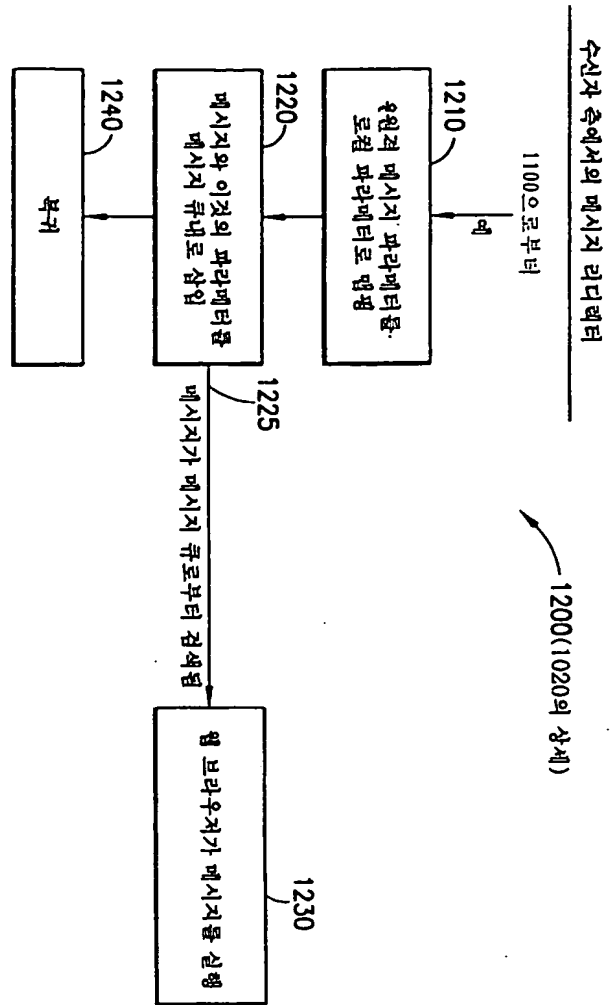 수신자 측에서의 메시지 리디렉터
1200(1020의 상세)
1100으로부터
예
1210
원격 메시지 파라메터를
로컬 파라메터로 맵핑
1220
메시지와 이것의 파라메터를
메시지 큐내로 삽입
1225
메시지가 메시지 큐로부터 검색됨
1230
웹 브라우저가 메시지를 실행
1240
복귀